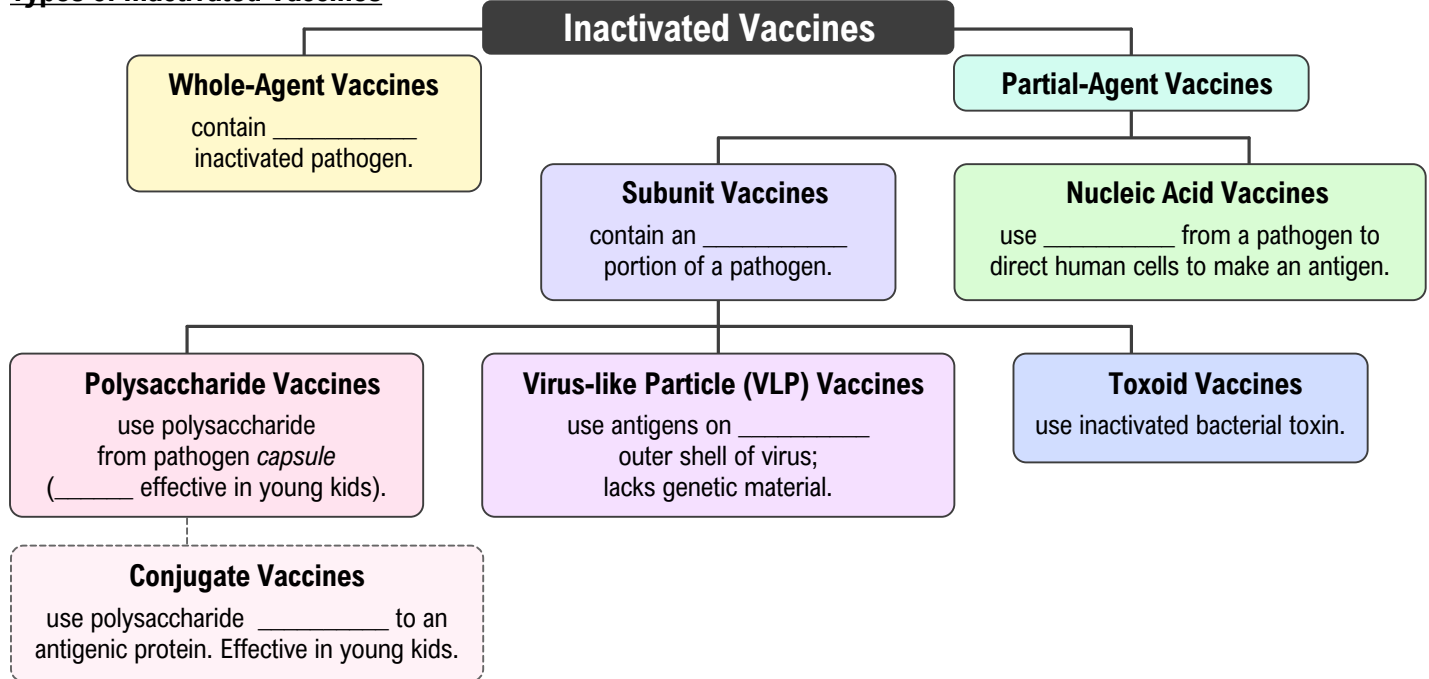 Types of Inactivated Vaccines
Inactivated Vaccines
Whole-Agent Vaccines
contain ___________
inactivated pathogen.
Partial-Agent Vaccines
Subunit Vaccines
contain an ___________
portion of a pathogen.
Nucleic Acid Vaccines
use __________ from a pathogen to
direct human cells to make an antigen.
Polysaccharide Vaccines
use polysaccharide
from pathogen capsule
(______ effective in young kids).
Virus-like Particle (VLP) Vaccines
use antigens on __________
outer shell of virus;
lacks genetic material.
Toxoid Vaccines
use inactivated bacterial toxin.
Conjugate Vaccines
use polysaccharide __________ to an
antigenic protein. Effective in young kids.